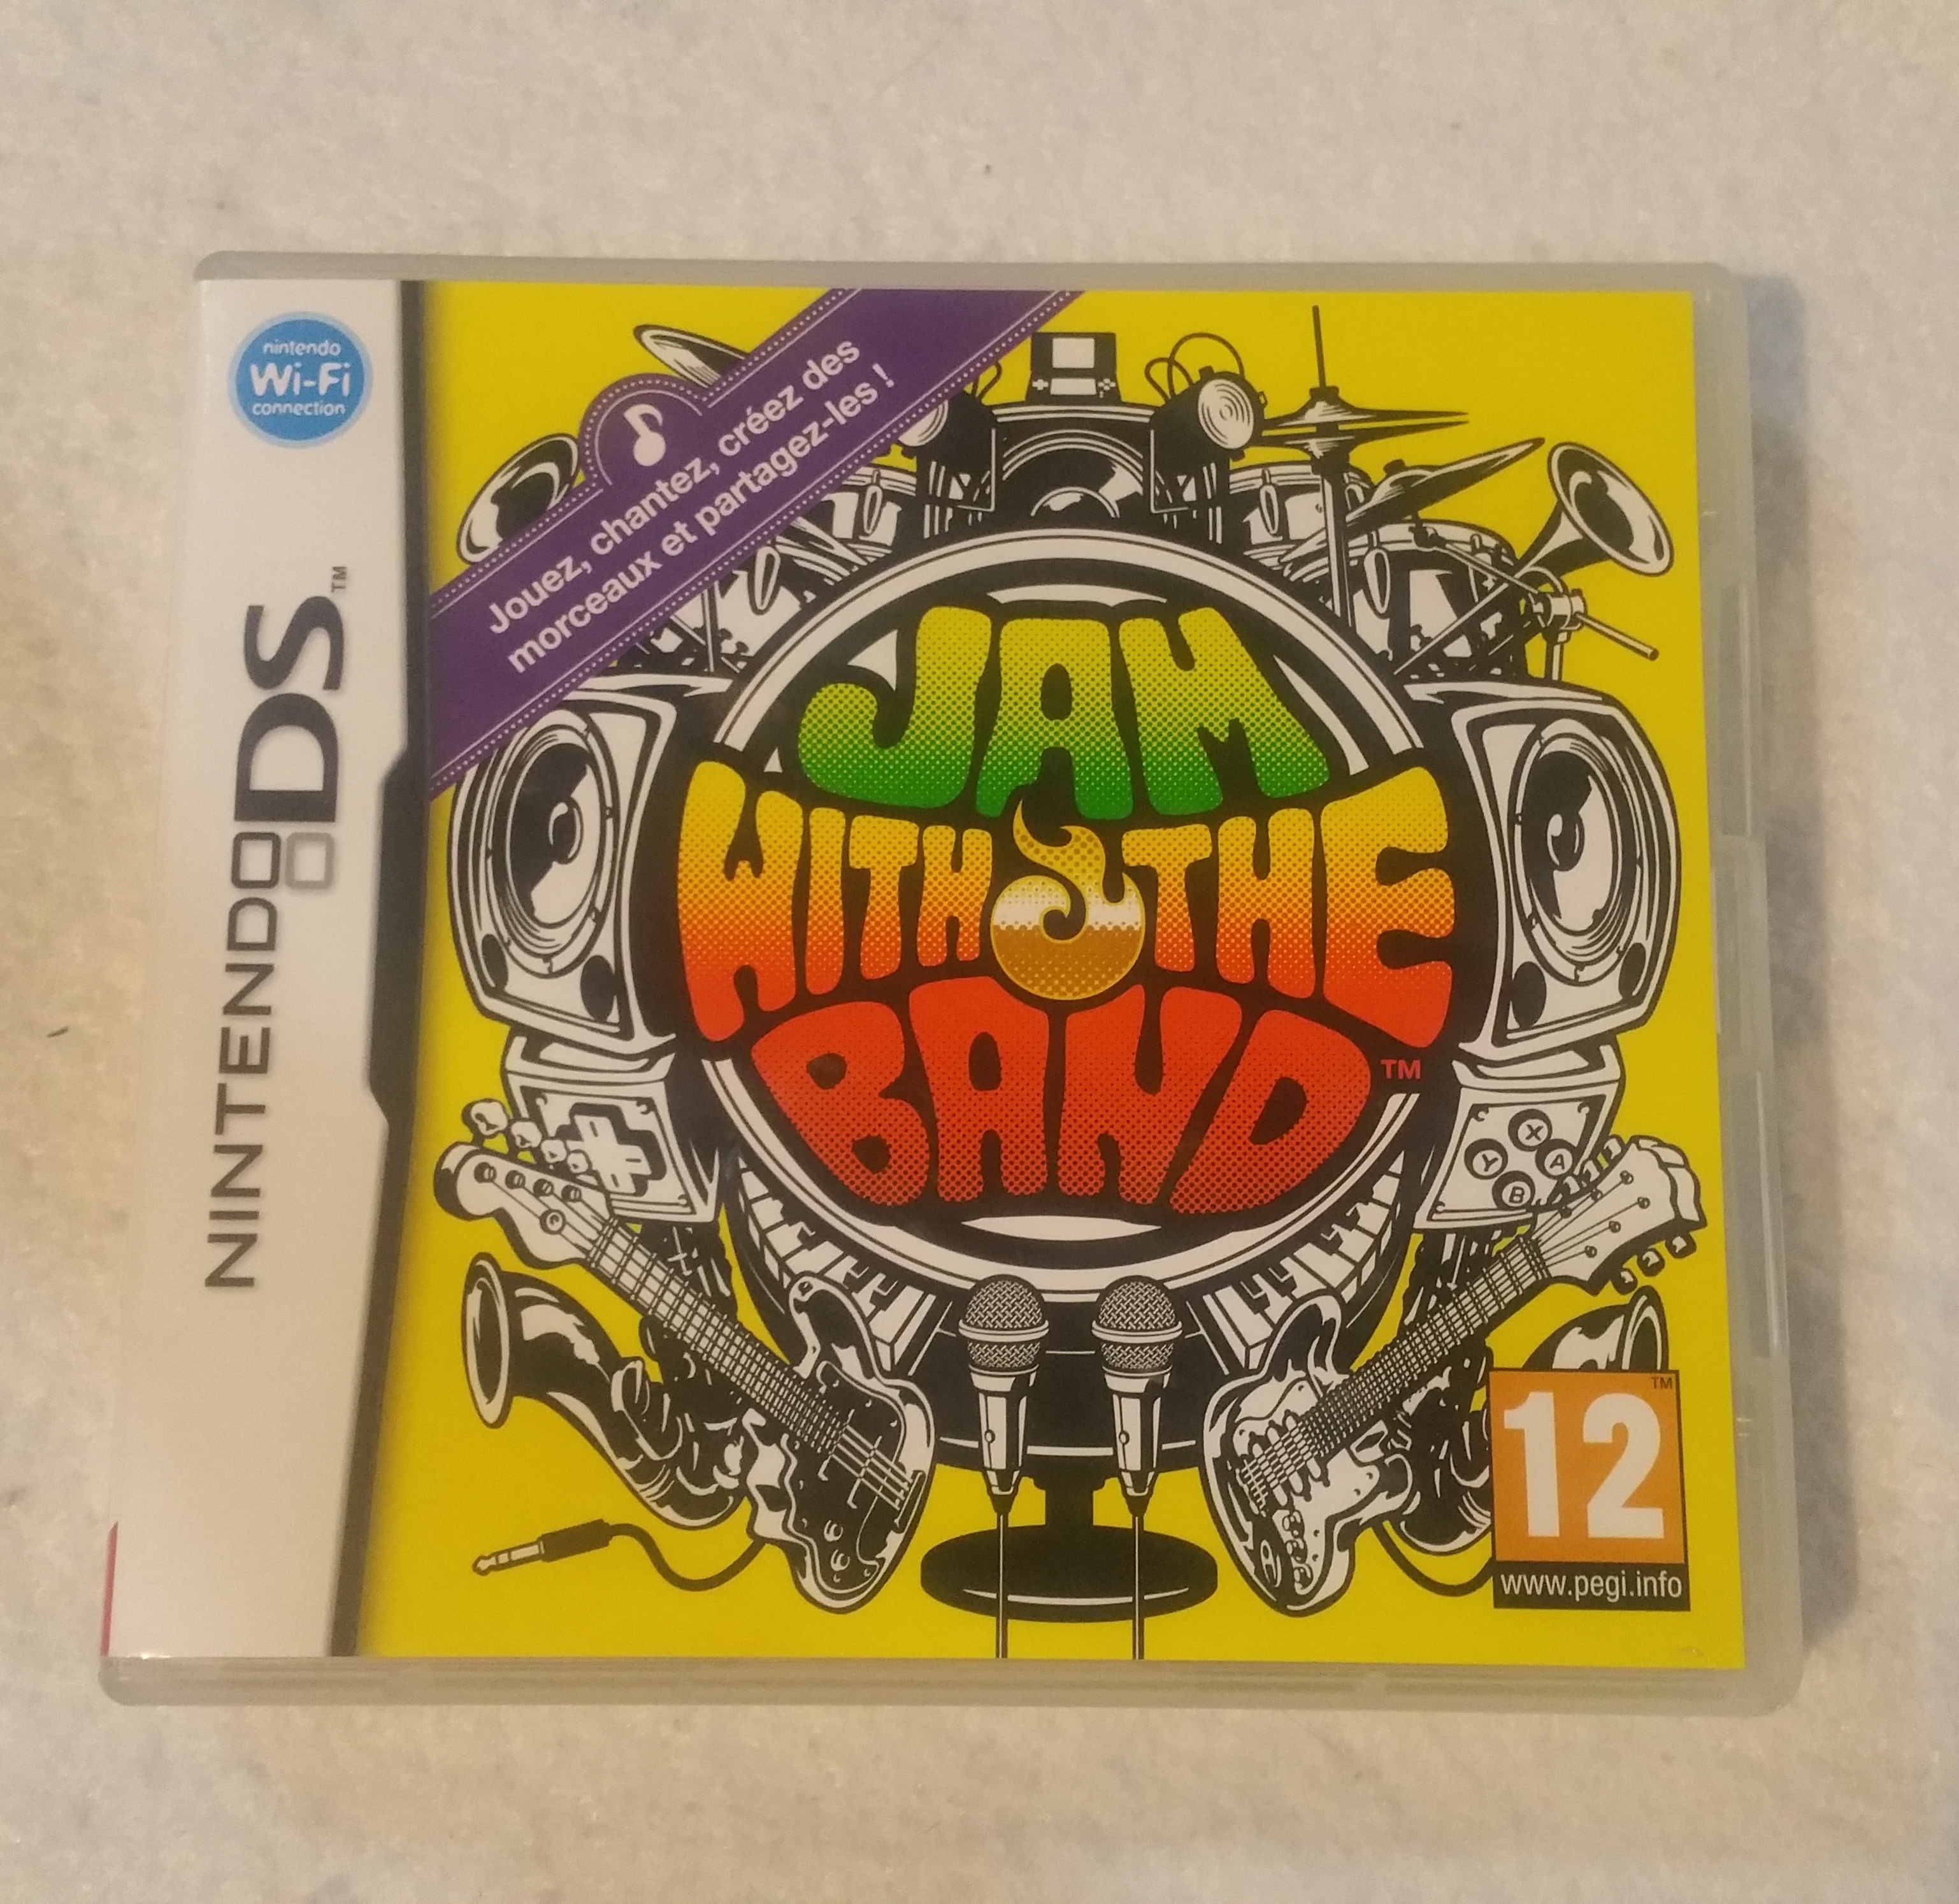 nintendo
Wi-Fi
connection
NINTENDO DS™
Jouez, chantez, créez des
morceaux et partagez-les !
JAM
WITH THE
BAND™
X
Y A
B
12™
www.pegi.info